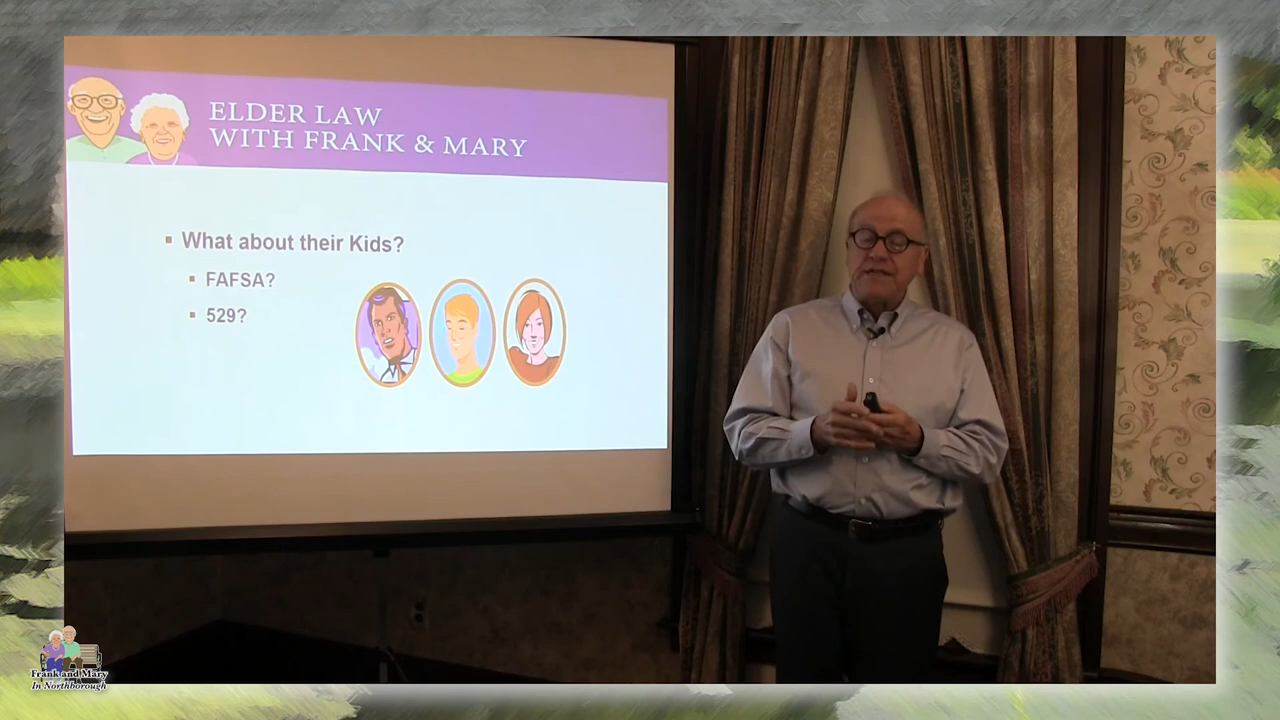 ELDER LAW
WITH FRANK & MARY
What about their Kids?
FAFSA?
529?
Frank and Mary
In Northborough